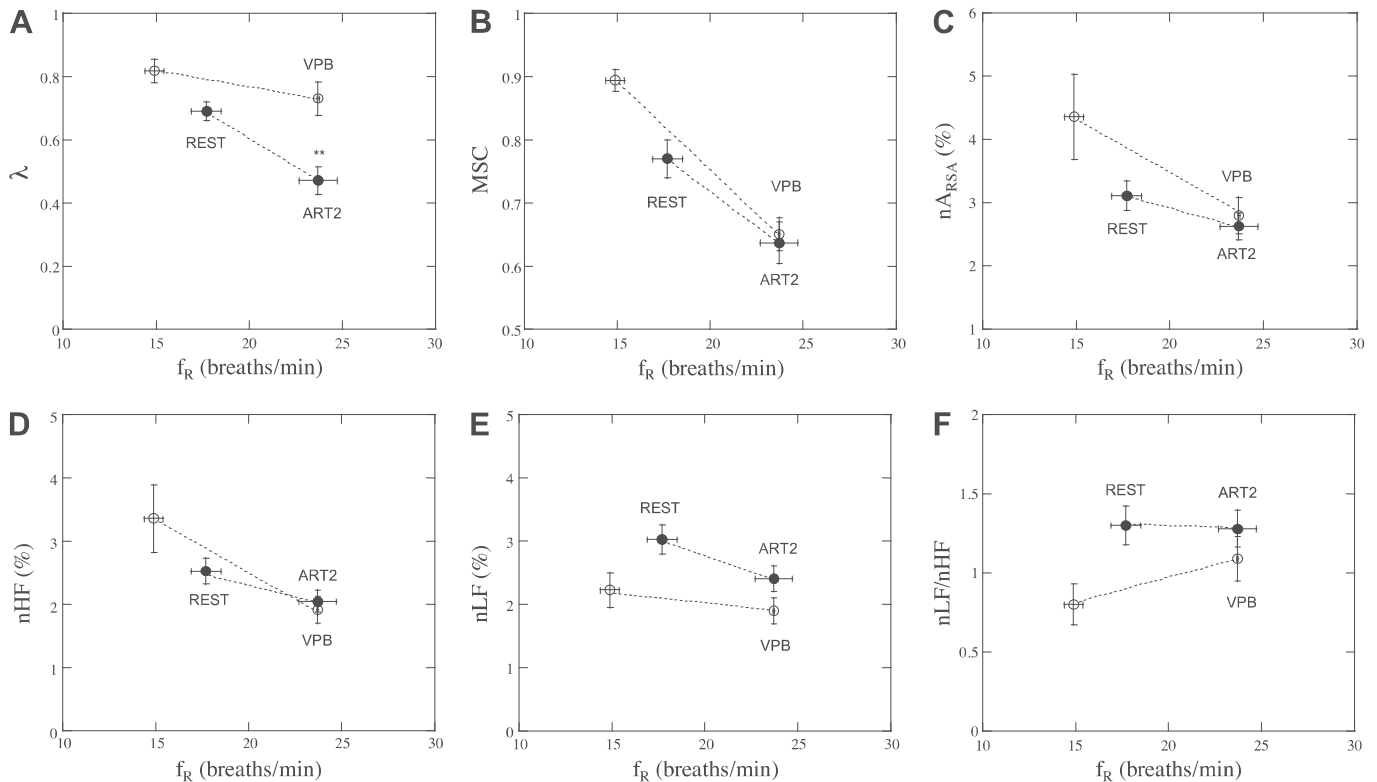 A
1
0.8
0.6
0.4
0.2
0
λ
VPB
REST
**
ART2
10 15 20 25 30
f_R (breaths/min)
B
1
0.9
0.8
0.7
0.6
0.5
MSC
REST
VPB
ART2
10 15 20 25 30
f_R (breaths/min)
C
6
5
4
3
2
1
nA_RSA (%)
VPB
REST
ART2
10 15 20 25 30
f_R (breaths/min)
D
5
4
3
2
1
0
nHF (%)
REST
ART2
VPB
10 15 20 25 30
f_R (breaths/min)
E
5
4
3
2
1
0
nLF (%)
REST
ART2
VPB
10 15 20 25 30
f_R (breaths/min)
F
2
1.5
1
0.5
0
nLF/nHF
REST
ART2
VPB
10 15 20 25 30
f_R (breaths/min)